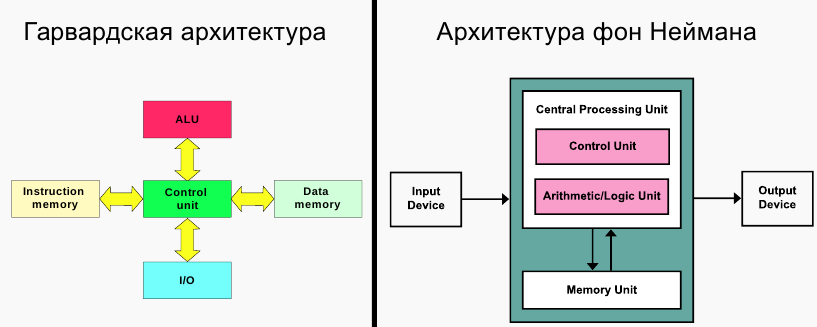 Гарвардская архитектура
ALU
Instruction
memory
Control
unit
Data
memory
I/O
Архитектура фон Неймана
Central Processing Unit
Control Unit
Arithmetic/Logic Unit
Input
Device
Output
Device
Memory Unit